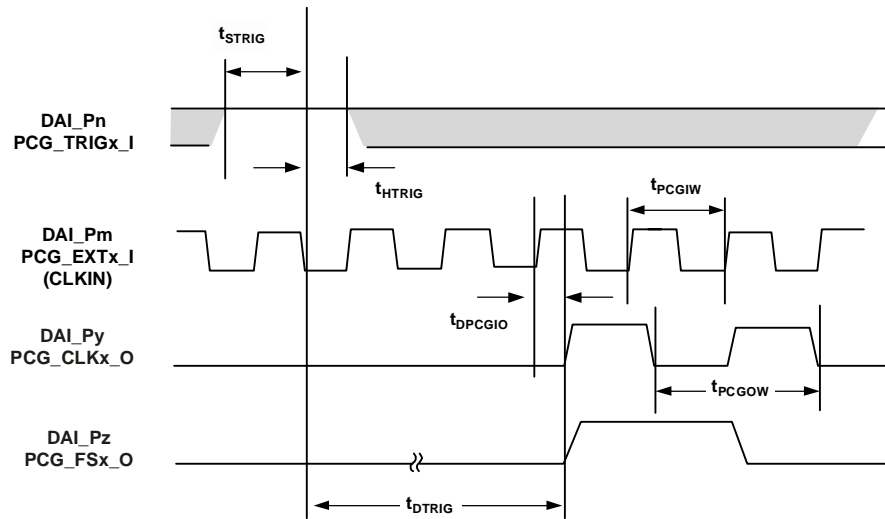 tSTRIG
DAI_Pn
PCG_TRIGx_I
tHTRIG
tPCGIW
DAI_Pm
PCG_EXTx_I
(CLKIN)
tDPCGIO
DAI_Py
PCG_CLKx_O
tPCGOW
DAI_Pz
PCG_FSx_O
tDTRIG